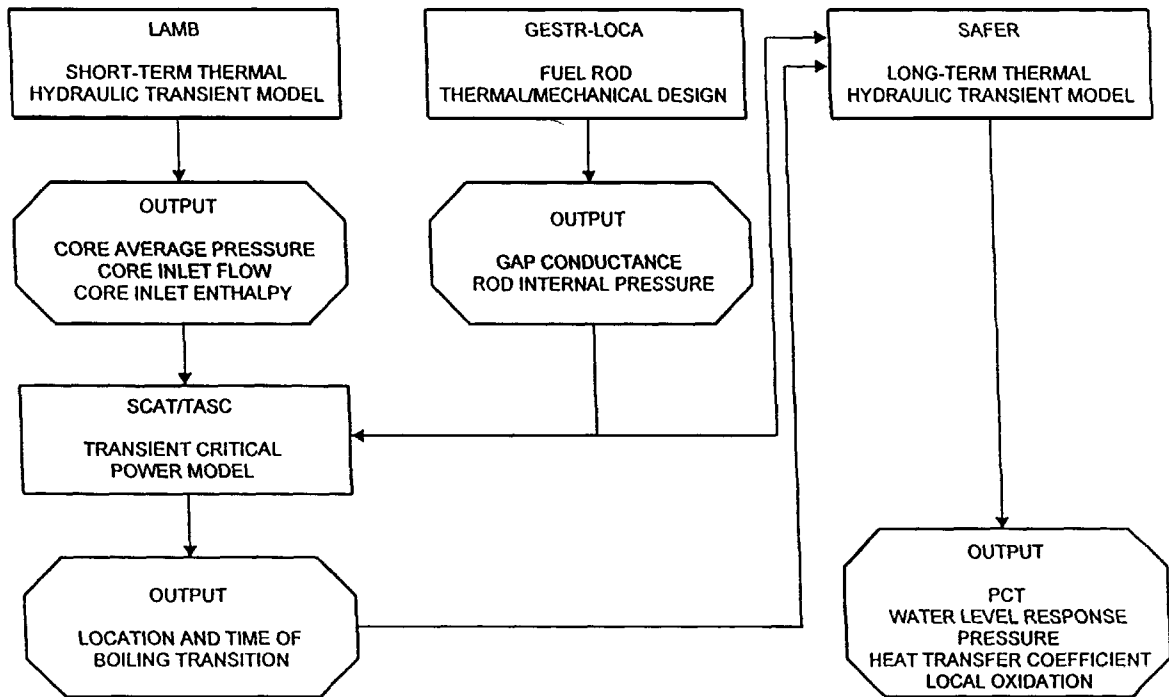 LAMB
SHORT-TERM THERMAL
HYDRAULIC TRANSIENT MODEL
GESTR-LOCA
FUEL ROD
THERMAL/MECHANICAL DESIGN
SAFER
LONG-TERM THERMAL
HYDRAULIC TRANSIENT MODEL
OUTPUT
CORE AVERAGE PRESSURE
CORE INLET FLOW
CORE INLET ENTHALPY
OUTPUT
GAP CONDUCTANCE
ROD INTERNAL PRESSURE
SCAT/TASC
TRANSIENT CRITICAL
POWER MODEL
OUTPUT
LOCATION AND TIME OF
BOILING TRANSITION
OUTPUT
PCT
WATER LEVEL RESPONSE
PRESSURE
HEAT TRANSFER COEFFICIENT
LOCAL OXIDATION